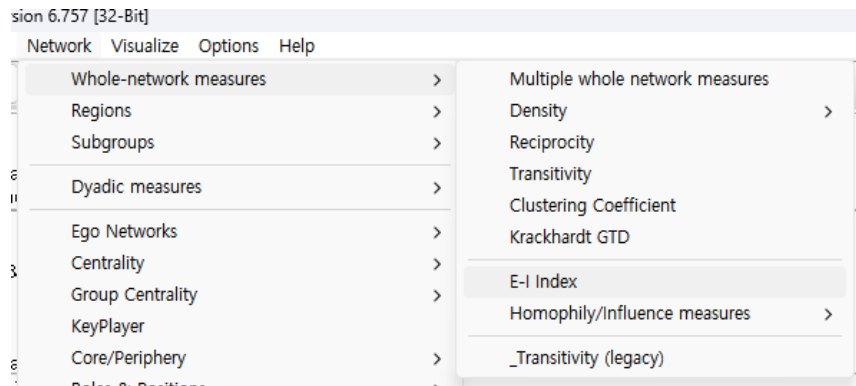 sion 6.757 [32-Bit]
Network Visualize Options Help
Whole-network measures
Regions
Subgroups
Dyadic measures
Ego Networks
Centrality
Group Centrality
KeyPlayer
Core/Periphery
Multiple whole network measures
Density
Reciprocity
Transitivity
Clustering Coefficient
Krackhardt GTD
E-I Index
Homophily/Influence measures
_Transitivity (legacy)